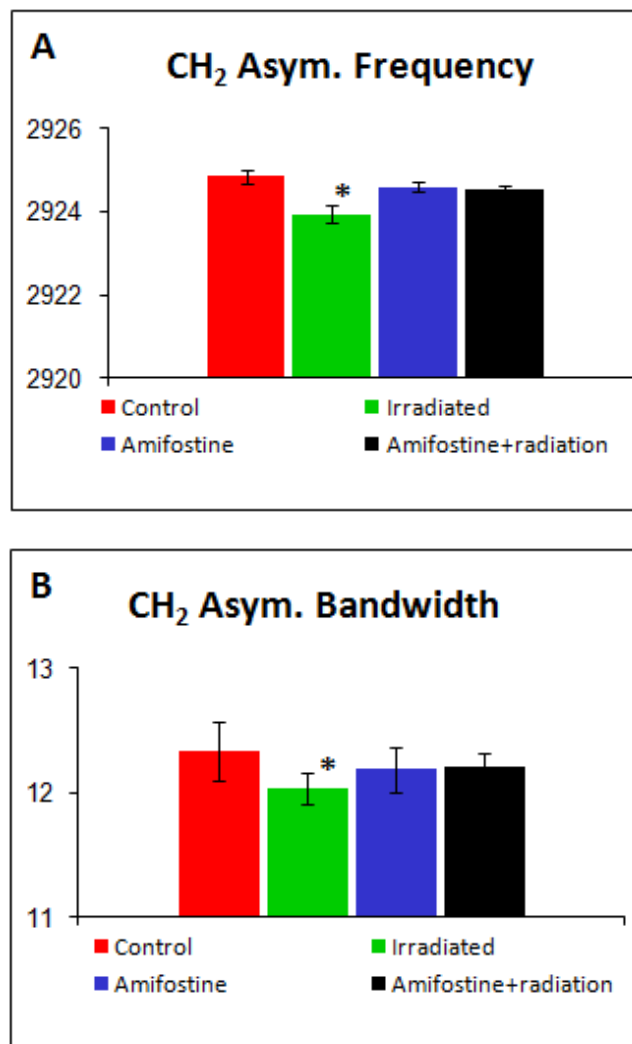 A
CH₂ Asym. Frequency
2926
*
2924
2922
2920
Control Irradiated
Amifostine Amifostine+radiation
B
CH₂ Asym. Bandwidth
13
*
12
11
Control Irradiated
Amifostine Amifostine+radiation